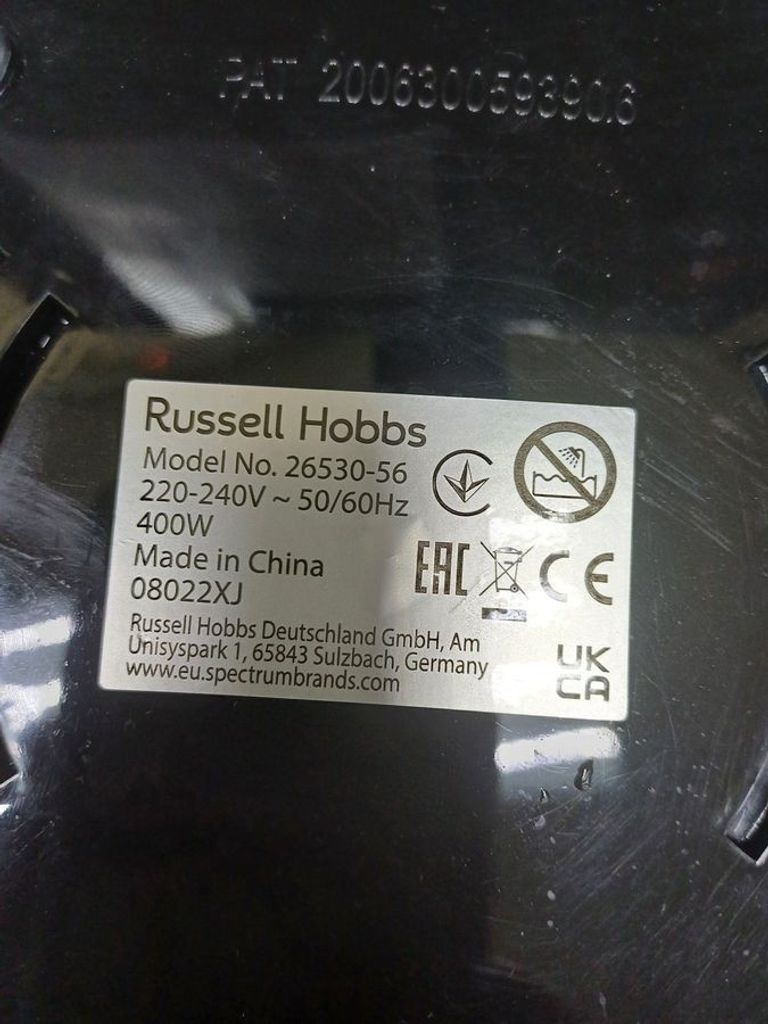 PAT 200630059390.6
Russell Hobbs
Model No. 26530-56
220-240V ~ 50/60Hz
400W
Made in China
08022XJ
EAC
CE
Russell Hobbs Deutschland GmbH, Am
Unisyspark 1, 65843 Sulzbach, Germany
www.eu.spectrumbrands.com
UK
CA